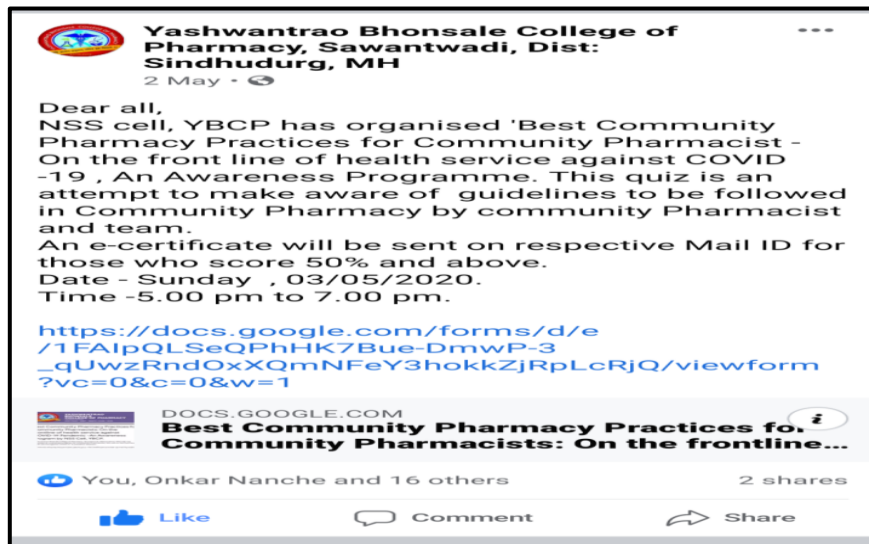 Yashwantrao Bhonsale College of
Pharmacy, Sawantwadi, Dist:
Sindhudurg, MH
2 May
Dear all,
NSS cell, YBCP has organised 'Best Community
Pharmacy Practices for Community Pharmacist -
On the front line of health service against COVID
-19 , An Awareness Programme. This quiz is an
attempt to make aware of guidelines to be followed
in Community Pharmacy by community Pharmacist
and team.
An e-certificate will be sent on respective Mail ID for
those who score 50% and above.
Date - Sunday , 03/05/2020.
Time -5.00 pm to 7.00 pm.
https://docs.google.com/forms/d/e
/1FAIpQLSeQPhHK7Bue-DmwP-3
_qUwzRndOxXQmNFeY3hokkZjRpLcRjQ/viewform
?vc=0&c=0&w=1
DOCS.GOOGLE.COM
Best Community Pharmacy Practices for
Community Pharmacists: On the frontline...
You, Onkar Nanche and 16 others 2 shares
Like Comment Share